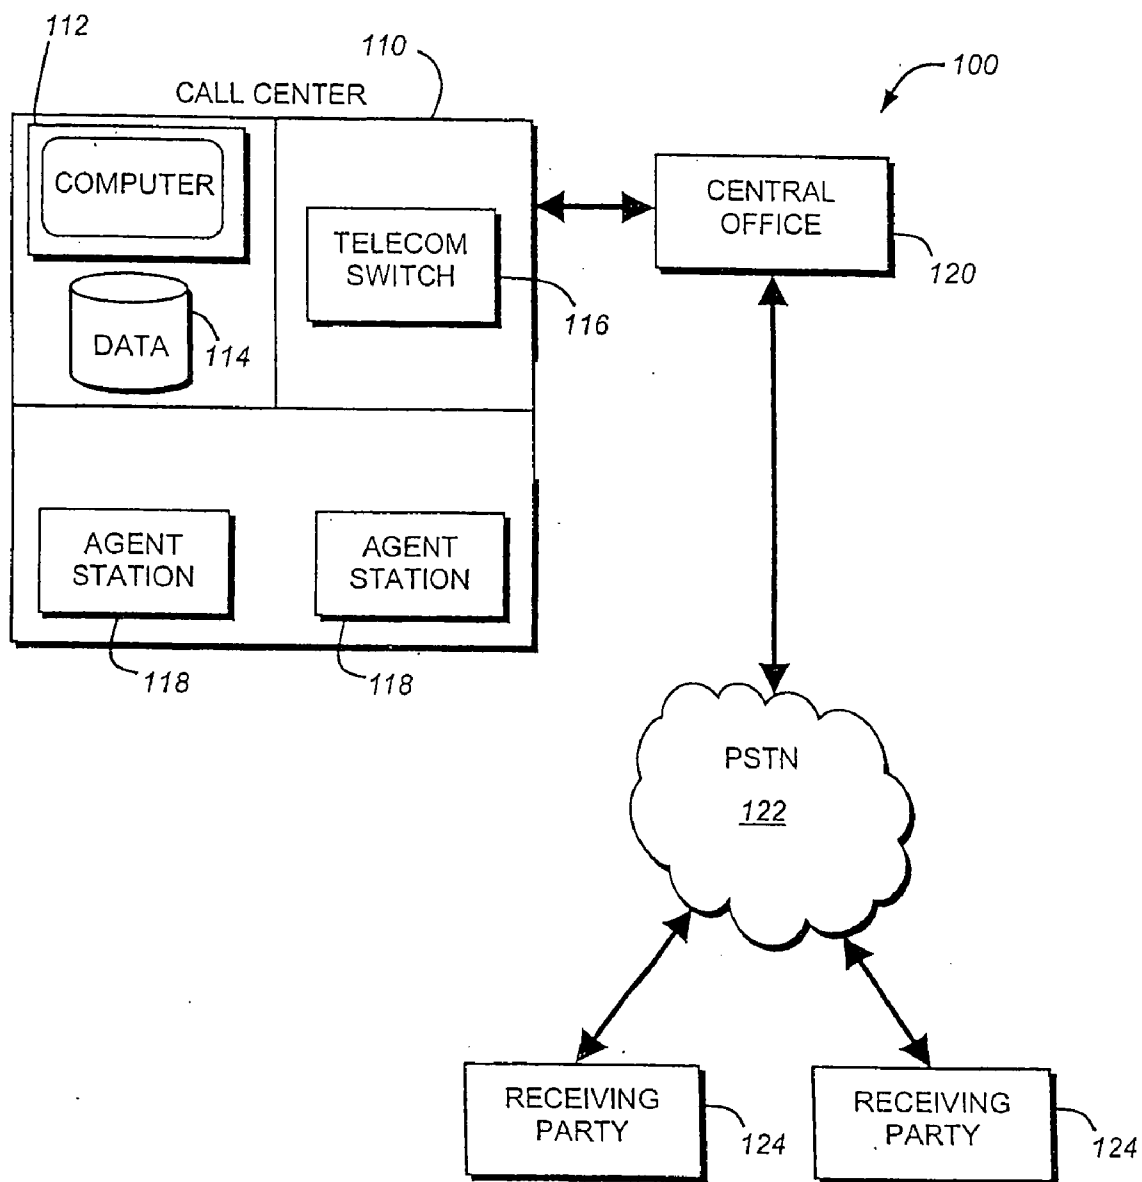 112
110
100
CALL CENTER
COMPUTER
CENTRAL
OFFICE
TELECOM
SWITCH
120
116
DATA
114
AGENT
STATION
AGENT
STATION
118
118
PSTN
122
RECEIVING
PARTY
RECEIVING
PARTY
124
124